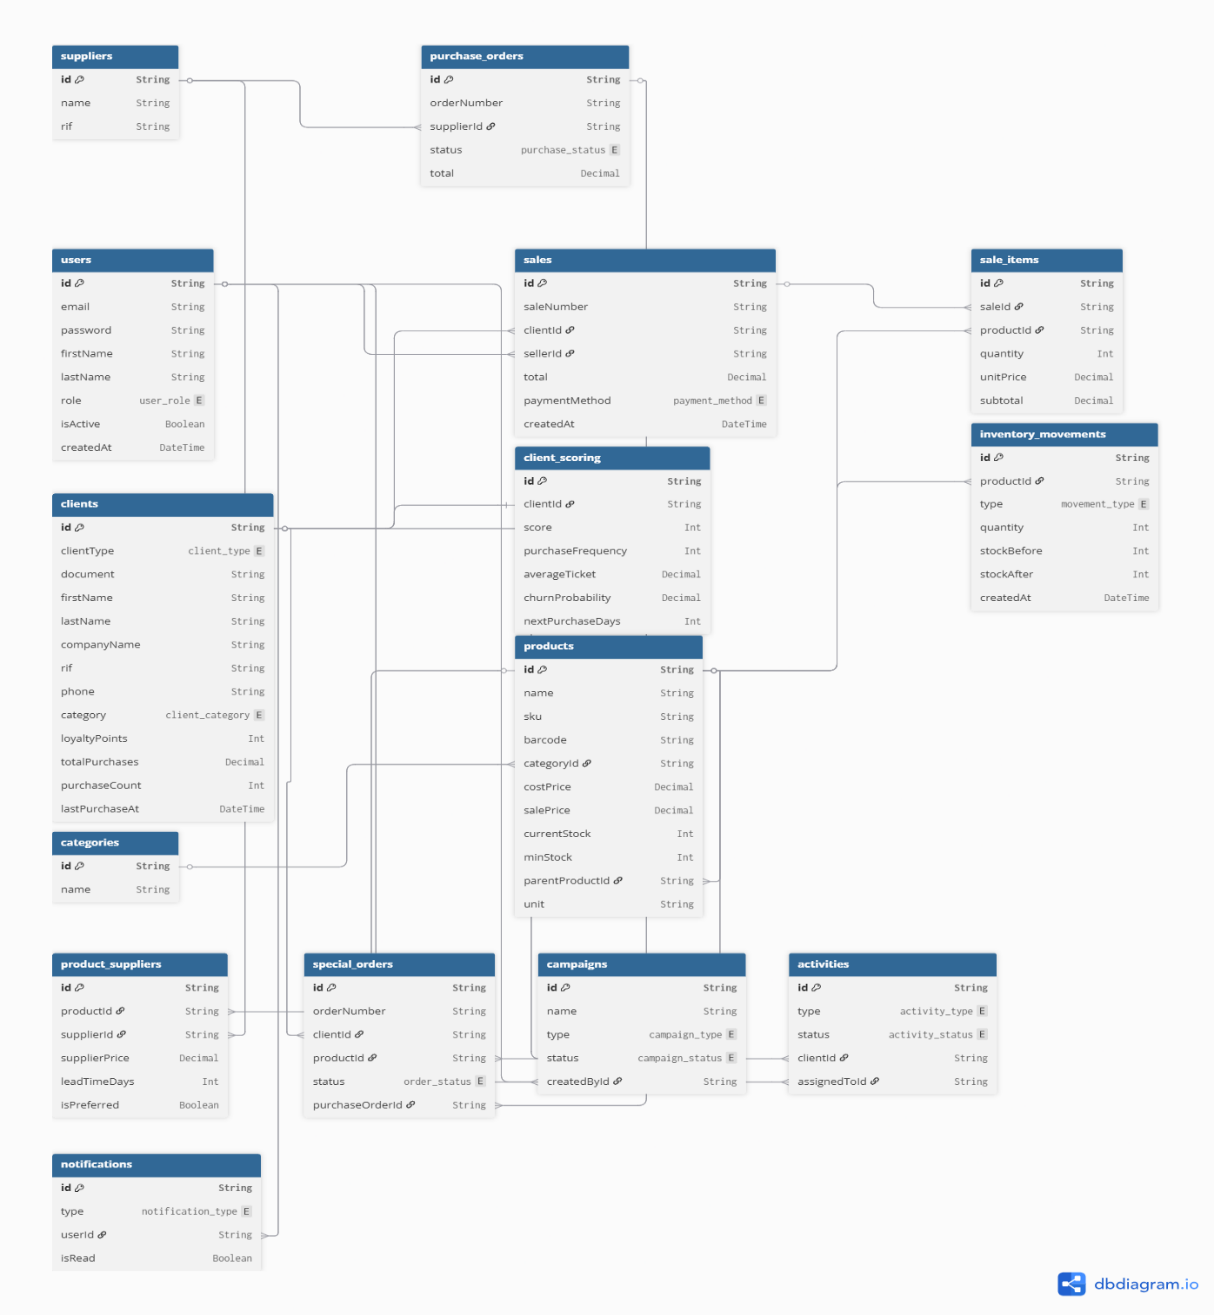 suppliers
id String
name String
rif String
purchase_orders
id String
orderNumber String
supplierId String
status purchase_status E
total Decimal
users
id String
email String
password String
firstName String
lastName String
role user_role E
isActive Boolean
createdAt DateTime
sales
id String
saleNumber String
clientId String
sellerId String
total Decimal
paymentMethod payment_method E
createdAt DateTime
sale_items
id String
saleId String
productId String
quantity Int
unitPrice Decimal
subtotal Decimal
inventory_movements
id String
productId String
type movement_type E
quantity Int
stockBefore Int
stockAfter Int
createdAt DateTime
client_scoring
id String
clientId String
score Int
purchaseFrequency Int
averageTicket Decimal
churnProbability Decimal
nextPurchaseDays Int
clients
id String
clientType client_type E
document String
firstName String
lastName String
companyName String
rif String
phone String
category client_category E
loyaltyPoints Int
totalPurchases Decimal
purchaseCount Int
lastPurchaseAt DateTime
products
id String
name String
sku String
barcode String
categoryId String
costPrice Decimal
salePrice Decimal
currentStock Int
minStock Int
parentProductId String
unit String
categories
id String
name String
product_suppliers
id String
productId String
supplierId String
supplierPrice Decimal
leadTimeDays Int
isPreferred Boolean
special_orders
id String
orderNumber String
clientId String
productId String
status order_status E
purchaseOrderId String
campaigns
id String
name String
type campaign_type E
status campaign_status E
createdById String
activities
id String
type activity_type E
status activity_status E
clientId String
assignedToId String
notifications
id String
type notification_type E
userId String
isRead Boolean
dbdiagram.io